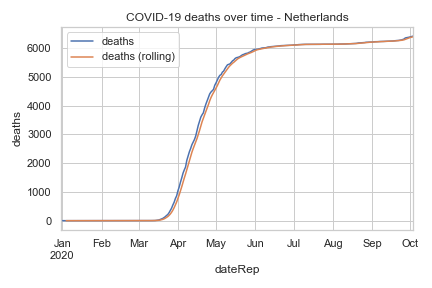 COVID-19 deaths over time - Netherlands
deaths
deaths (rolling)
6000
5000
4000
3000
2000
1000
0
deaths
Jan Feb Mar Apr May Jun Jul Aug Sep Oct
2020
dateRep